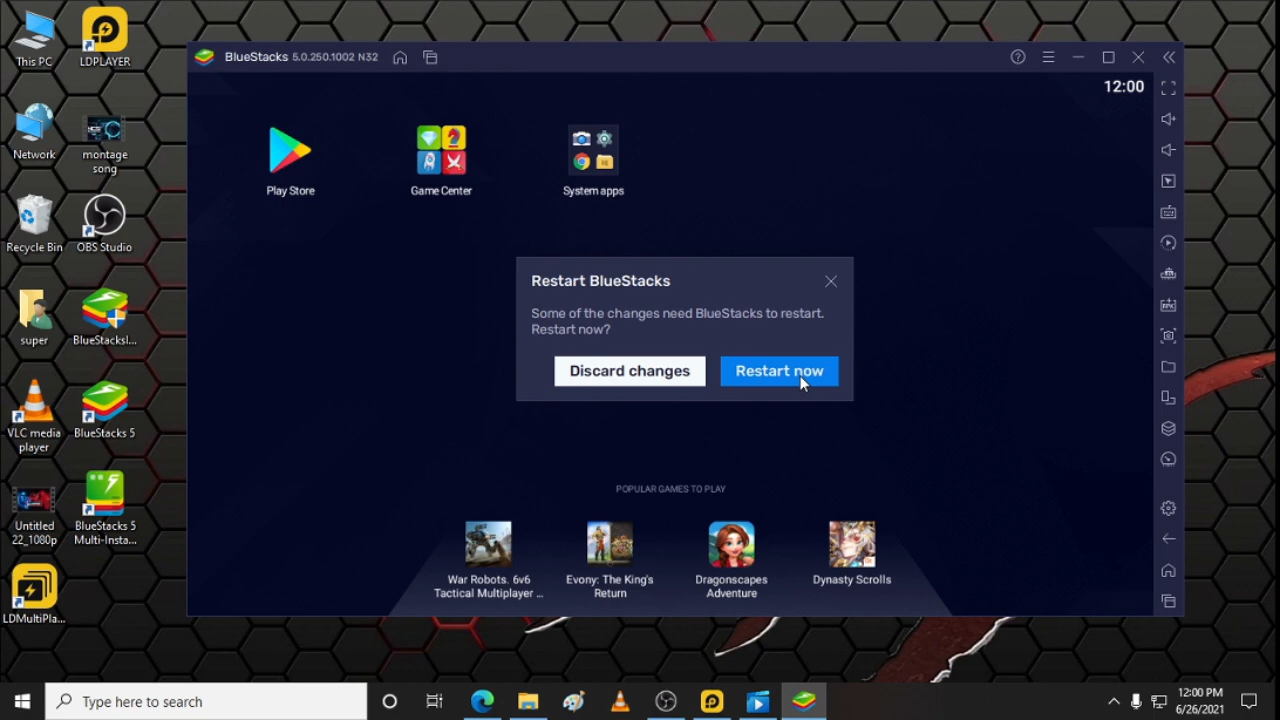 This PC
LDPLAYER
Network
montage
song
Recycle Bin
OBS Studio
super
BlueStacksI...
VLC media
player
BlueStacks 5
Untitled
22_1080p
BlueStacks 5
Multi-Insta...
LDMultiPla...
BlueStacks 5.0.250.1002 N32
12:00
Play Store
Game Center
System apps
Restart BlueStacks
Some of the changes need BlueStacks to restart.
Restart now?
Discard changes
Restart now
POPULAR GAMES TO PLAY
War Robots. 6v6
Tactical Multiplayer ...
Evony: The King's
Return
Dragonscapes
Adventure
Dynasty Scrolls
Type here to search
12:00 PM
6/26/2021